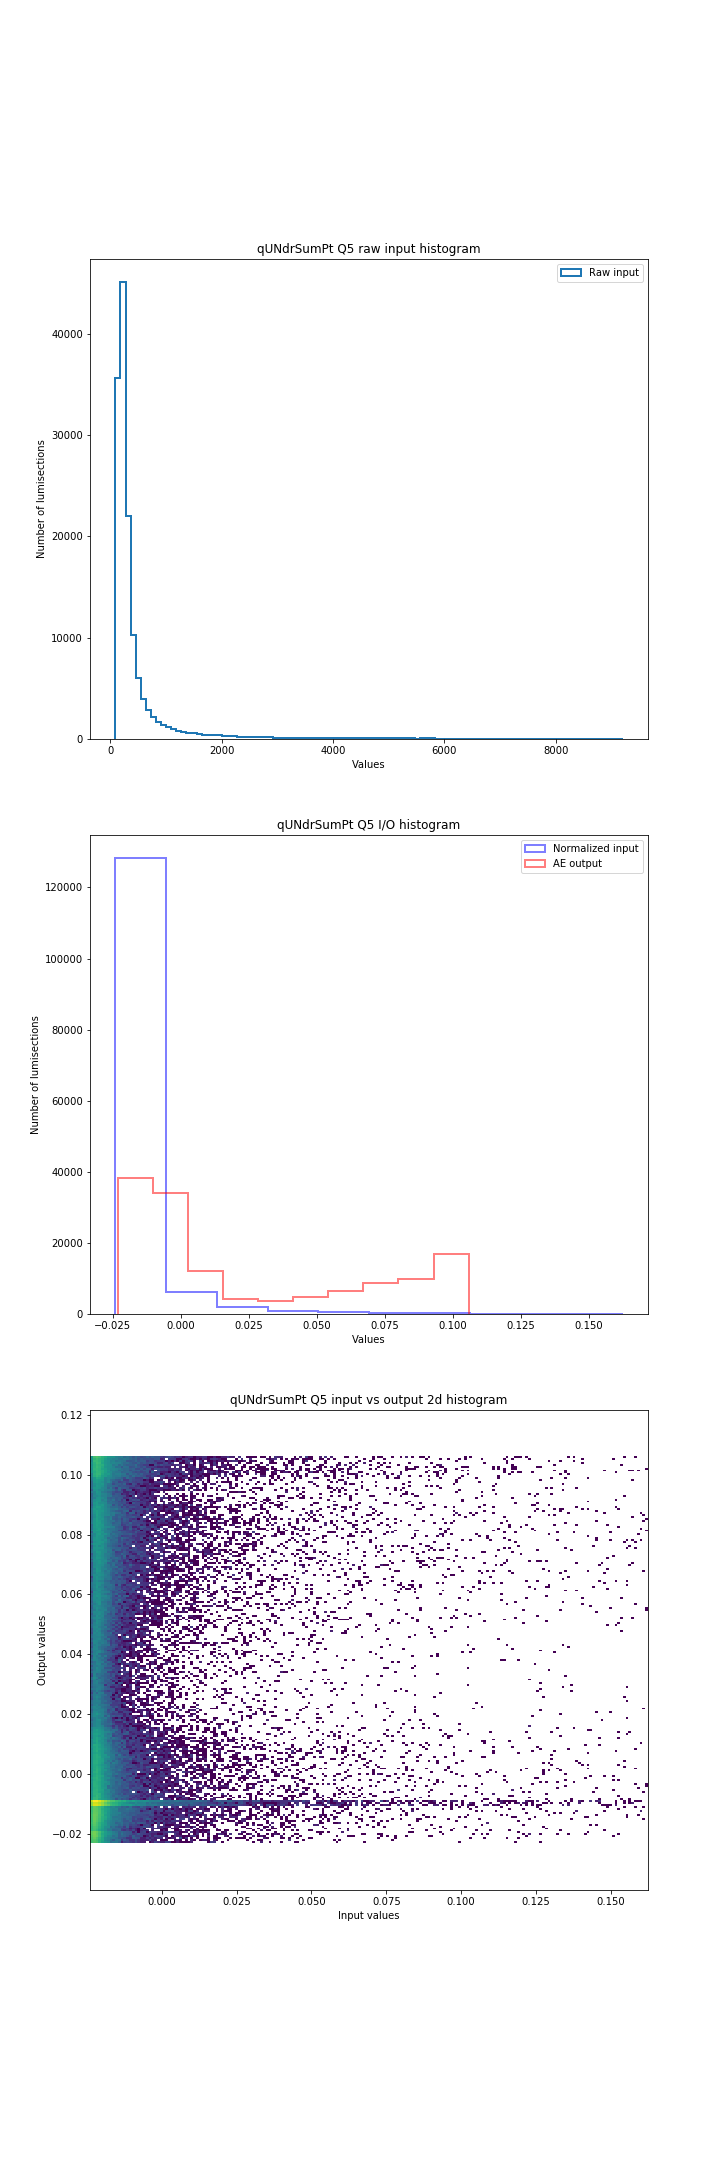 qUNdrSumPt Q5 raw input histogram
Raw input
40000
30000
20000
10000
0
Number of lumisections
0 2000 4000 6000 8000
Values
qUNdrSumPt Q5 I/O histogram
Normalized input
AE output
120000
100000
80000
60000
40000
20000
0
Number of lumisections
−0.025 0.000 0.025 0.050 0.075 0.100 0.125 0.150
Values
qUNdrSumPt Q5 input vs output 2d histogram
0.12
0.10
0.08
0.06
0.04
0.02
0.00
−0.02
Output values
0.000 0.025 0.050 0.075 0.100 0.125 0.150
Input values